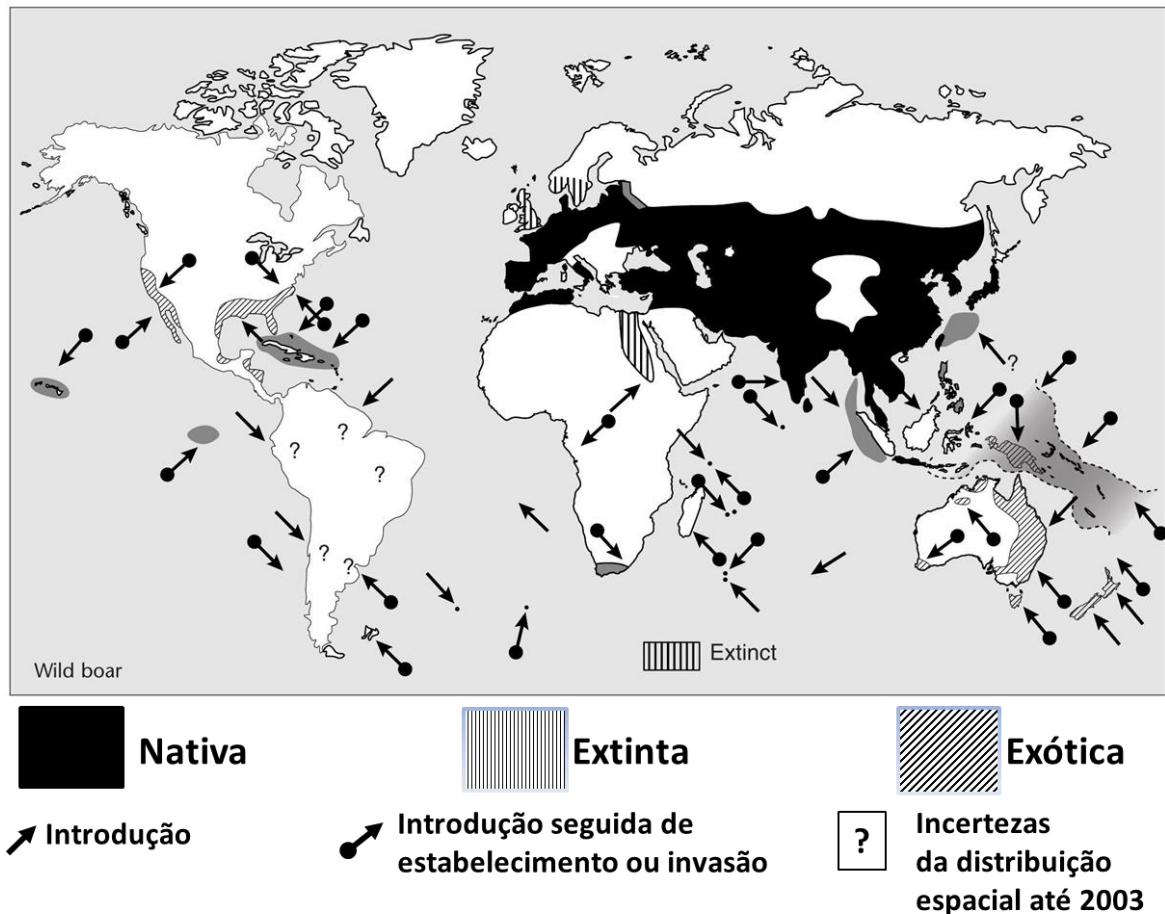 ?
?
?
?
?
?
Wild boar
Extinct
Nativa
Extinta
Exótica
Introdução
Introdução seguida de
estabelecimento ou invasão
?
Incertezas
da distribuição
espacial até 2003